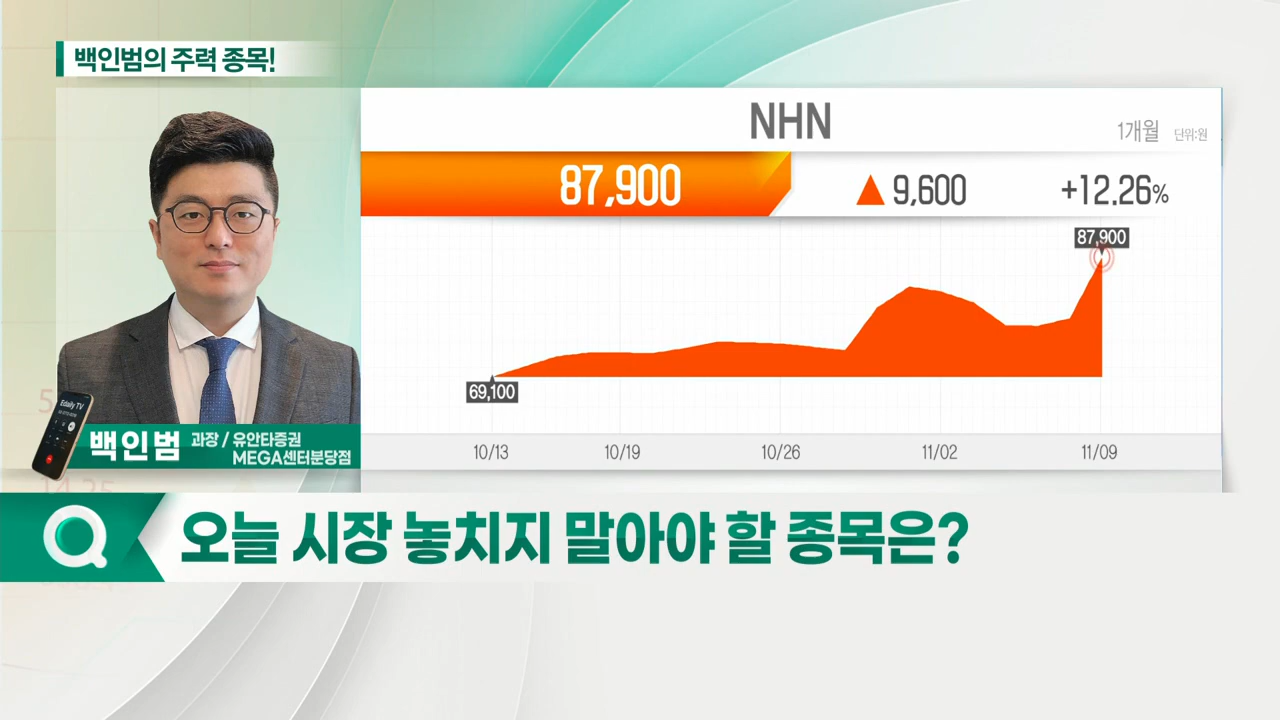 백인범의 주력 종목!
NHN
1개월 단위:원
87,900 ▲ 9,600 +12.26%
87,900
69,100
10/13 10/19 10/26 11/02 11/09
Edaily TV
백인범 과장 / 유안타증권
MEGA센터분당점
Q 오늘 시장 놓치지 말아야 할 종목은?